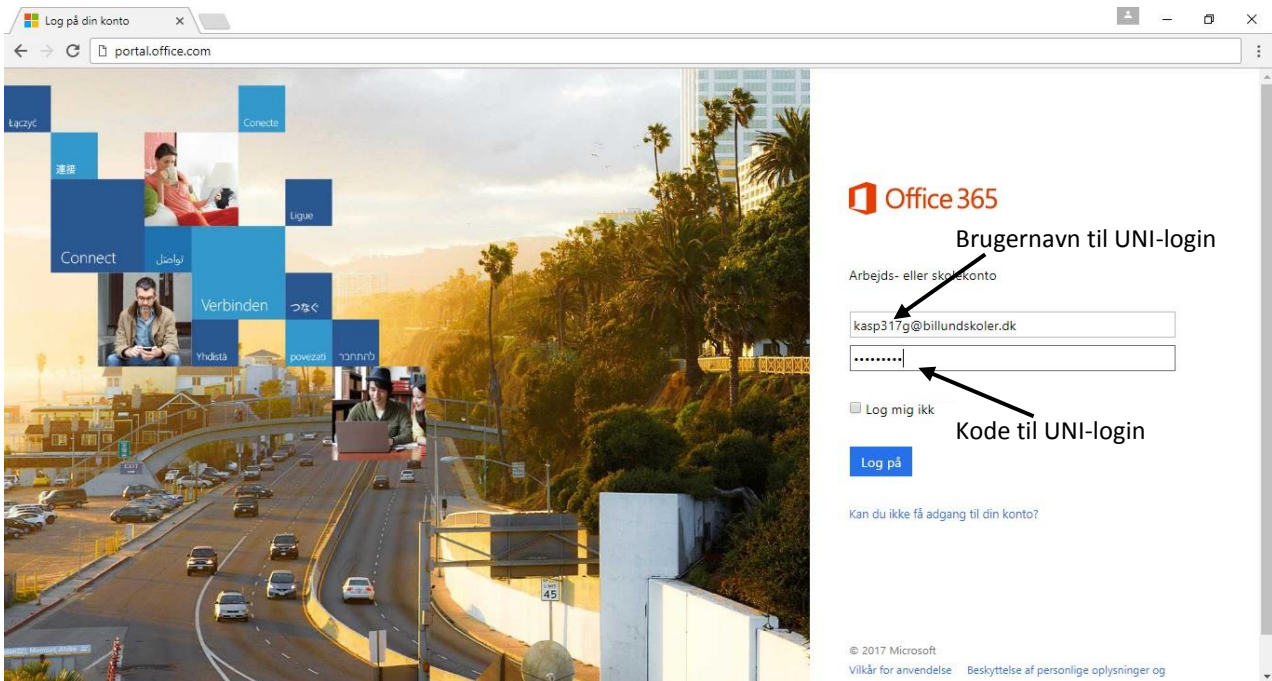 Log på din konto
portal.office.com
Łączyć
Conecte
連接
Ligue
Connect
تواصل
Verbinden
つなぐ
Yhdistä
povezati
להתחבר
EXIT
LIMIT
45
Office 365
Brugernavn til UNI-login
Arbejds- eller skolekonto
kasp317g@billundskoler.dk
•••••••••
Log mig ikk
Kode til UNI-login
Log på
Kan du ikke få adgang til din konto?
© 2017 Microsoft
Vilkår for anvendelse Beskyttelse af personlige oplysninger og